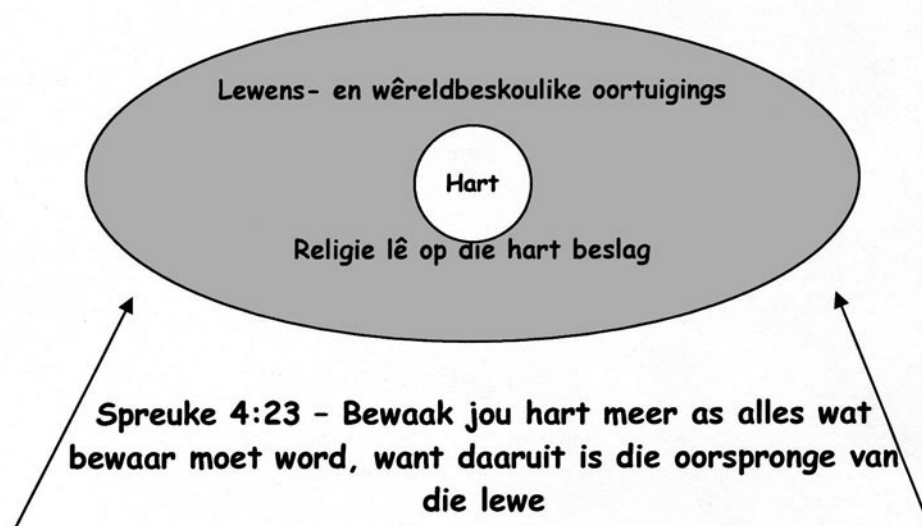 Lewens- en wêreldbeskoulike oortuigings
Hart
Religie lê op die hart beslag
Spreuke 4:23 – Bewaak jou hart meer as alles wat
bewaar moet word, want daaruit is die oorspronge van
die lewe